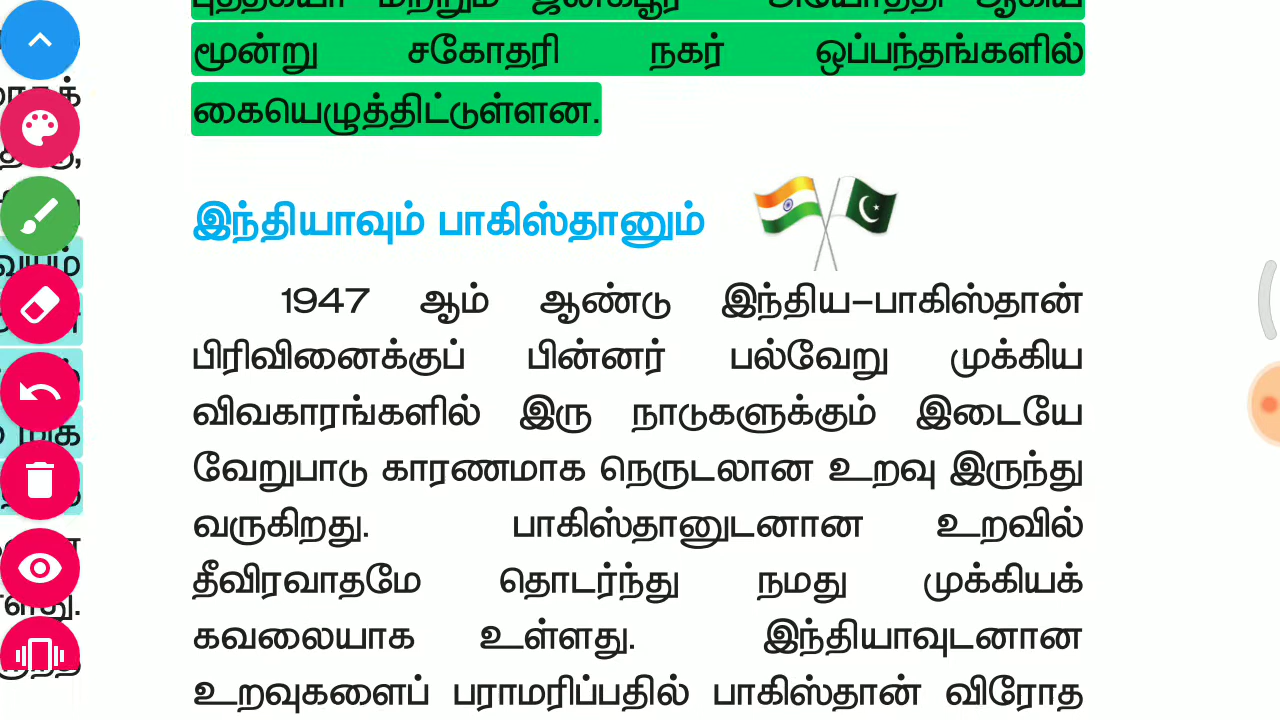 மூன்று சகோதரி நகர் ஒப்பந்தங்களில்
கையெழுத்திட்டுள்ளன.
இந்தியாவும் பாகிஸ்தானும்
1947 ஆம் ஆண்டு இந்திய–பாகிஸ்தான்
பிரிவினைக்குப் பின்னர் பல்வேறு முக்கிய
விவகாரங்களில் இரு நாடுகளுக்கும் இடையே
வேறுபாடு காரணமாக நெருடலான உறவு இருந்து
வருகிறது. பாகிஸ்தானுடனான உறவில்
தீவிரவாதமே தொடர்ந்து நமது முக்கியக்
கவலையாக உள்ளது. இந்தியாவுடனான
உறவுகளைப் பராமரிப்பதில் பாகிஸ்தான் விரோத